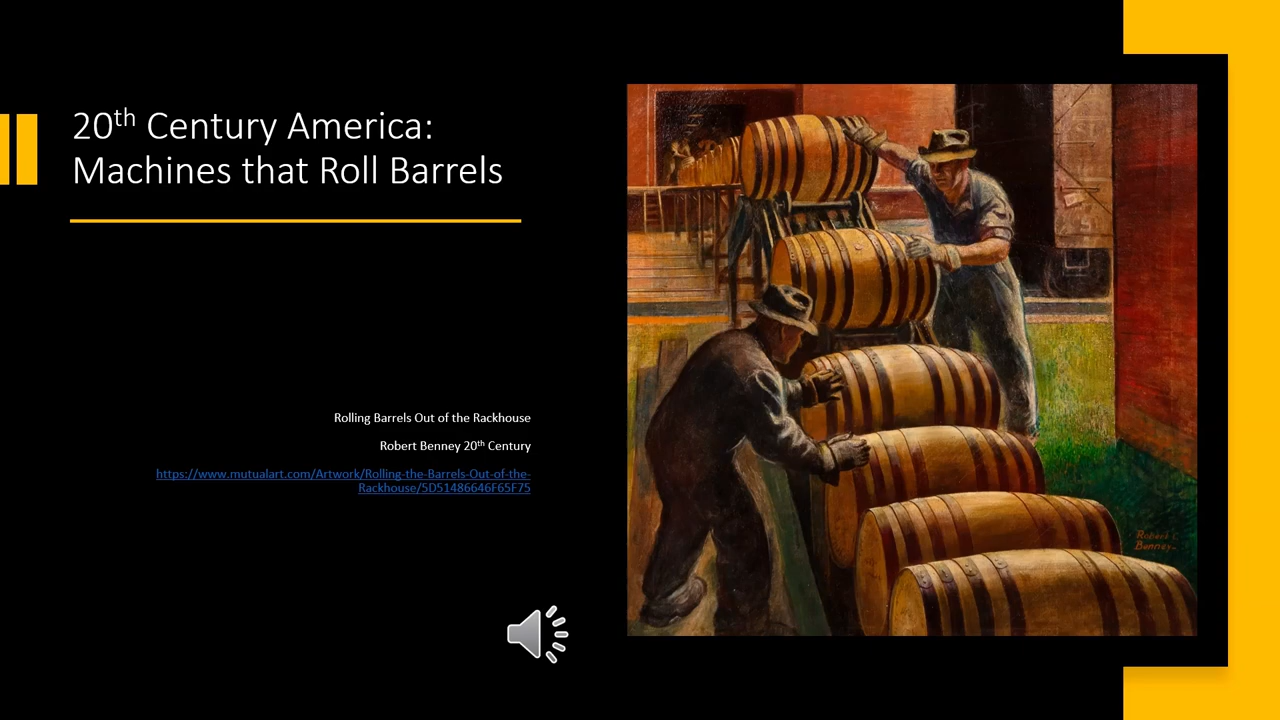 20th Century America:
Machines that Roll Barrels
Rolling Barrels Out of the Rackhouse
Robert Benney 20th Century
https://www.mutualart.com/Artwork/Rolling-the-Barrels-Out-of-the-
Rackhouse/5D51486646F65F75
Robert C
Benney